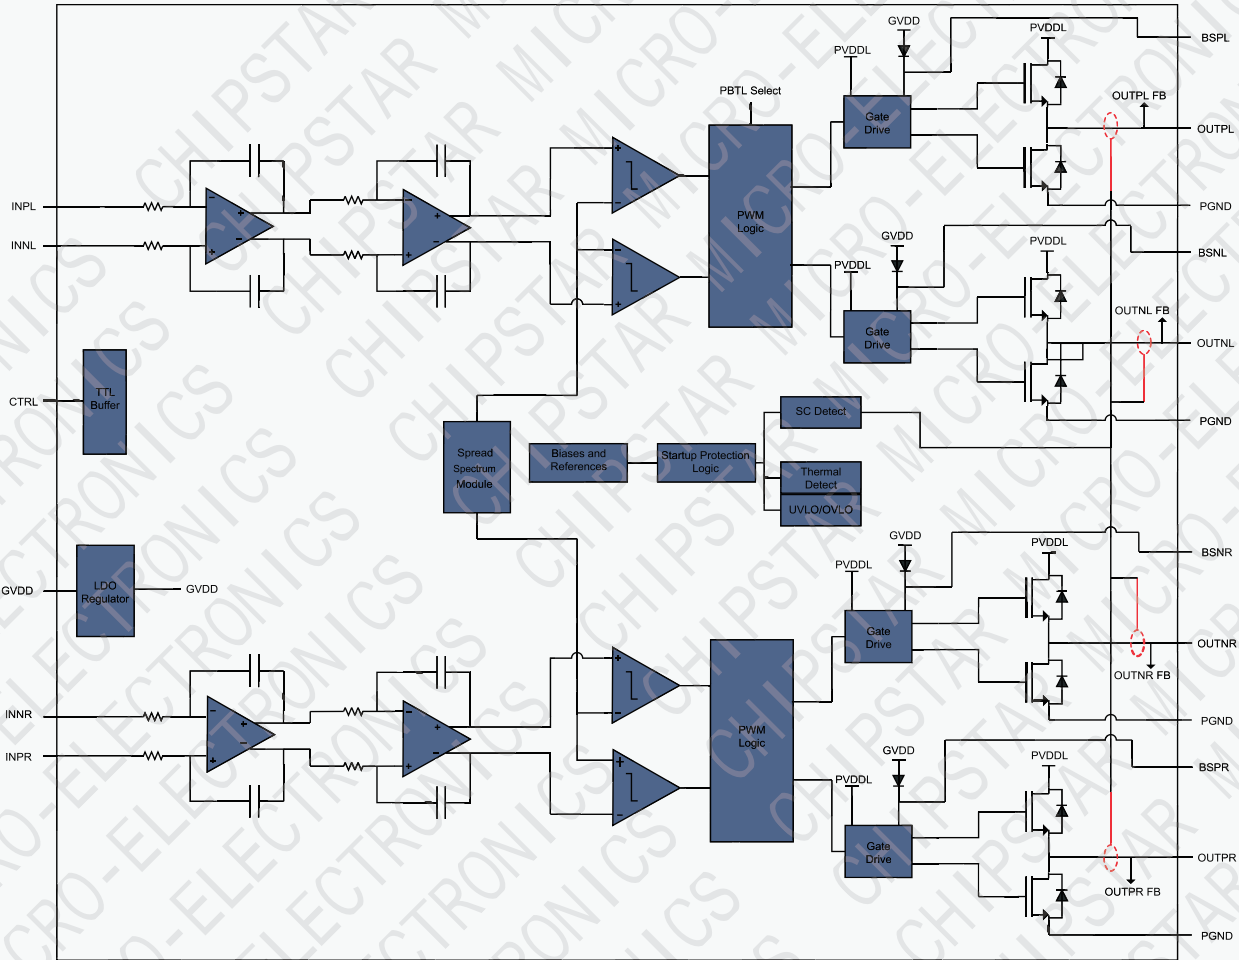 GVDD
BSPL
PVDDL
PVDDL
PBTL Select
OUTPL FB
Gate
Drive
OUTPL
INPL
PWM
Logic
PGND
INNL
GVDD
PVDDL
BSNL
PVDDL
OUTNL FB
Gate
Drive
OUTNL
CTRL
TTL
Buffer
SC Detect
PGND
Spread
Spectrum
Module
Biases and
References
Startup Protection
Logic
Thermal
Detect
UVLO/OVLO
GVDD
PVDDL
BSNR
PVDDL
GVDD
LDO
Regulator
GVDD
Gate
Drive
OUTNR
OUTNR FB
INNR
PWM
Logic
PGND
INPR
GVDD
PVDDL
BSPR
PVDDL
Gate
Drive
OUTPR
OUTPR FB
PGND
CHIPSTAR MICRO-ELECTRONICS